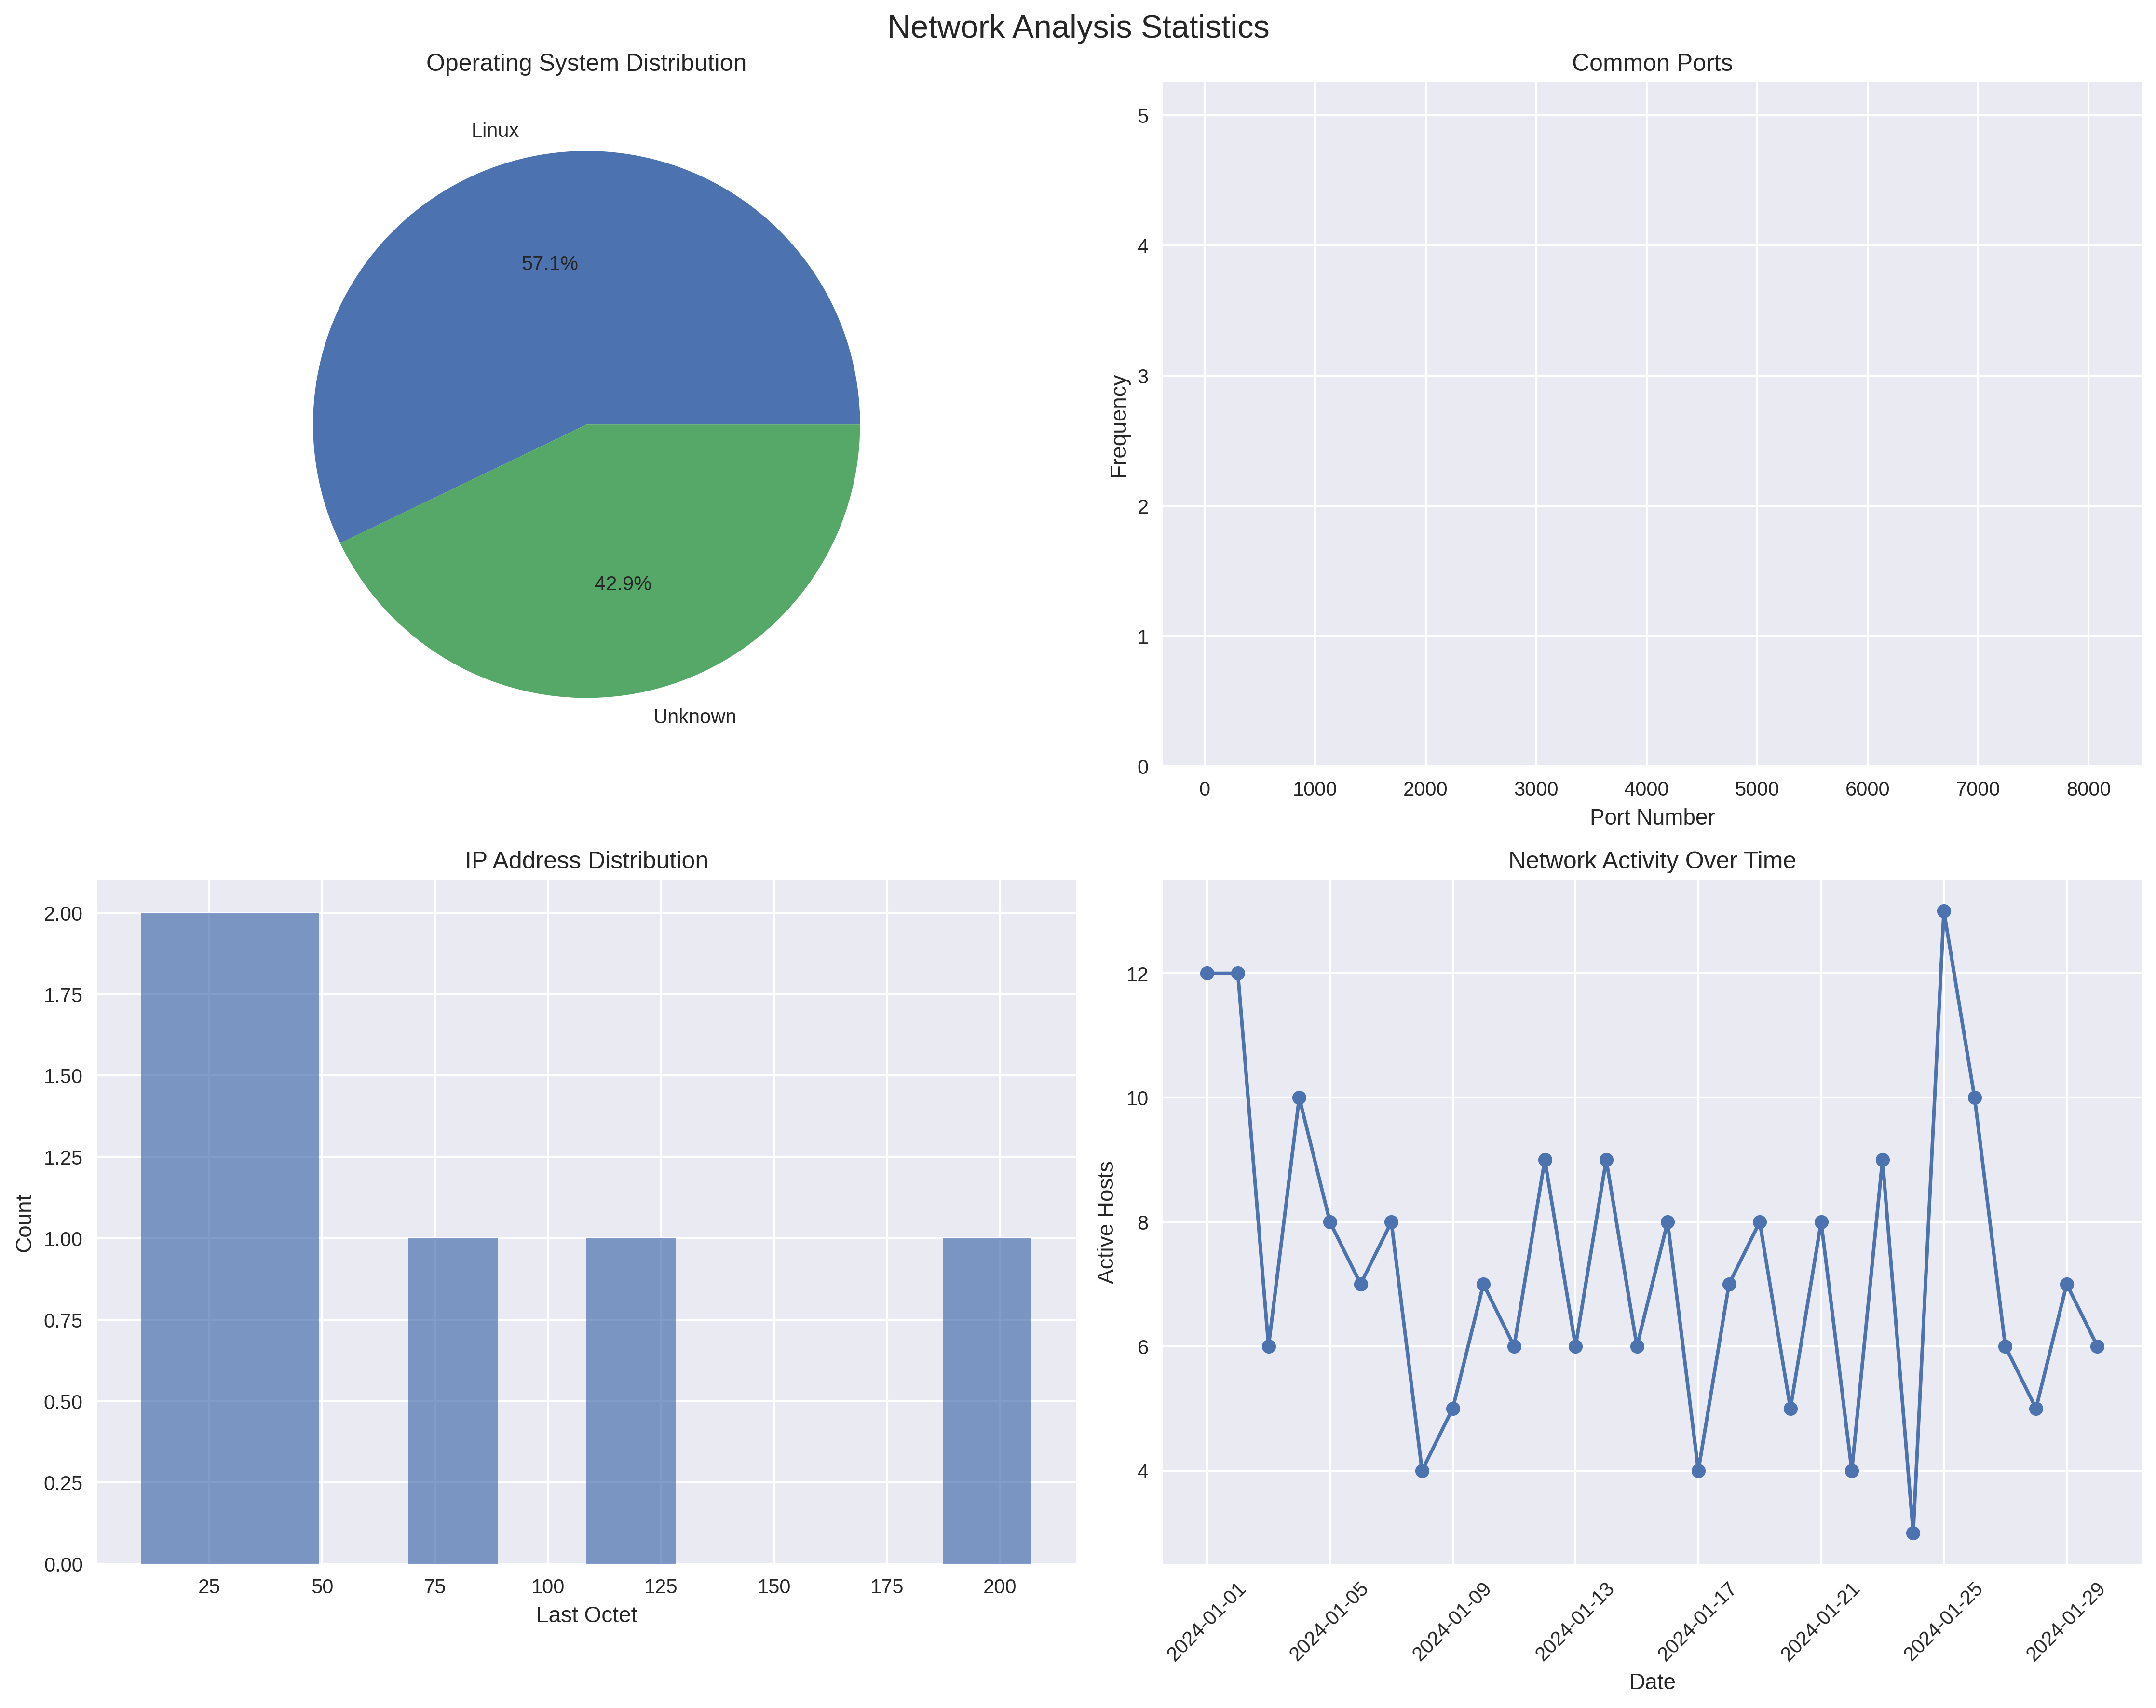 Network Analysis Statistics
Operating System Distribution
Linux
57.1%
42.9%
Unknown
Common Ports
5
4
3
2
1
0
Frequency
0 1000 2000 3000 4000 5000 6000 7000 8000
Port Number
IP Address Distribution
2.00
1.75
1.50
1.25
1.00
0.75
0.50
0.25
0.00
Count
25 50 75 100 125 150 175 200
Last Octet
Network Activity Over Time
12
10
8
6
4
Active Hosts
2024-01-01 2024-01-05 2024-01-09 2024-01-13 2024-01-17 2024-01-21 2024-01-25 2024-01-29
Date